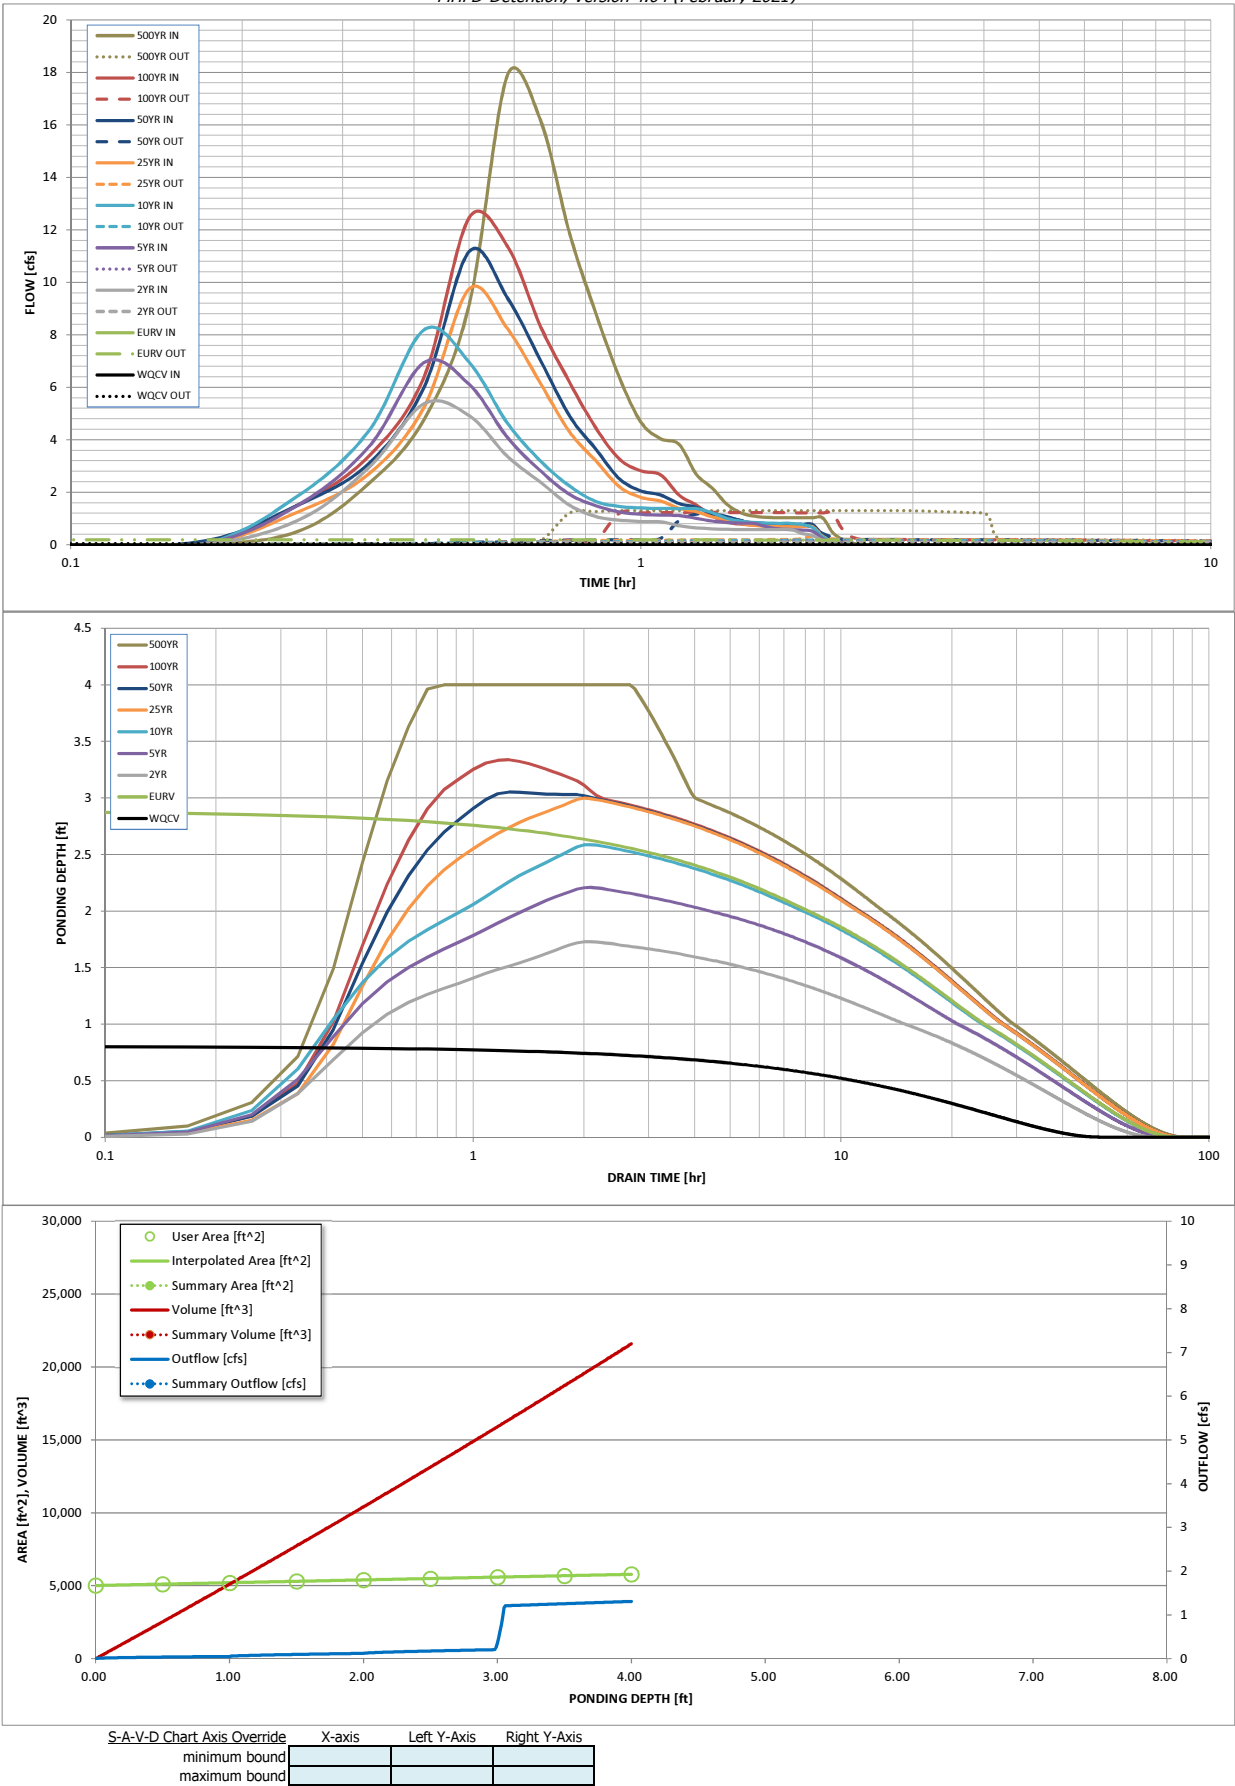 MHFD-Detention, Version 4.04 (February 2021)
20
18
16
14
12
10
8
6
4
2
0
FLOW [cfs]
500YR IN
500YR OUT
100YR IN
100YR OUT
50YR IN
50YR OUT
25YR IN
25YR OUT
10YR IN
10YR OUT
5YR IN
5YR OUT
2YR IN
2YR OUT
EURV IN
EURV OUT
WQCV IN
WQCV OUT
0.1
1
10
TIME [hr]
4.5
4
3.5
3
2.5
2
1.5
1
0.5
0
PONDING DEPTH [ft]
500YR
100YR
50YR
25YR
10YR
5YR
2YR
EURV
WQCV
0.1
1
10
100
DRAIN TIME [hr]
30,000
25,000
20,000
15,000
10,000
5,000
0
AREA [ft^2], VOLUME [ft^3]
User Area [ft^2]
Interpolated Area [ft^2]
Summary Area [ft^2]
Volume [ft^3]
Summary Volume [ft^3]
Outflow [cfs]
Summary Outflow [cfs]
10
9
8
7
6
5
4
3
2
1
0
OUTFLOW [cfs]
0.00
1.00
2.00
3.00
4.00
5.00
6.00
7.00
8.00
PONDING DEPTH [ft]
S-A-V-D Chart Axis Override X-axis Left Y-Axis Right Y-Axis
minimum bound
maximum bound